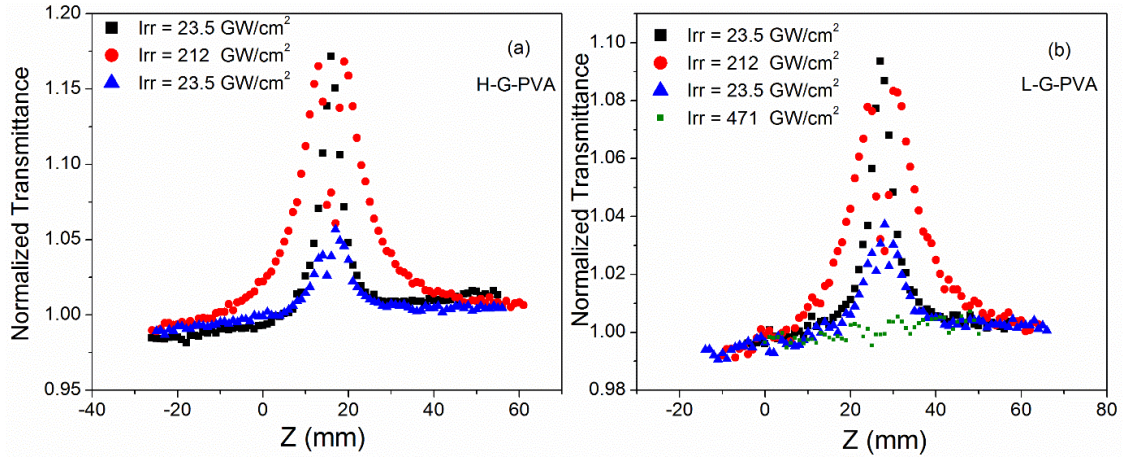 1.20
1.15
1.10
1.05
1.00
0.95
Normalized Transmittance
Irr = 23.5 GW/cm²
Irr = 212 GW/cm²
Irr = 23.5 GW/cm²
(a)
H-G-PVA
-40 -20 0 20 40 60
Z (mm)
1.10
1.08
1.06
1.04
1.02
1.00
0.98
Normalized Transmittance
Irr = 23.5 GW/cm²
Irr = 212 GW/cm²
Irr = 23.5 GW/cm²
Irr = 471 GW/cm²
(b)
L-G-PVA
-20 0 20 40 60 80
Z (mm)